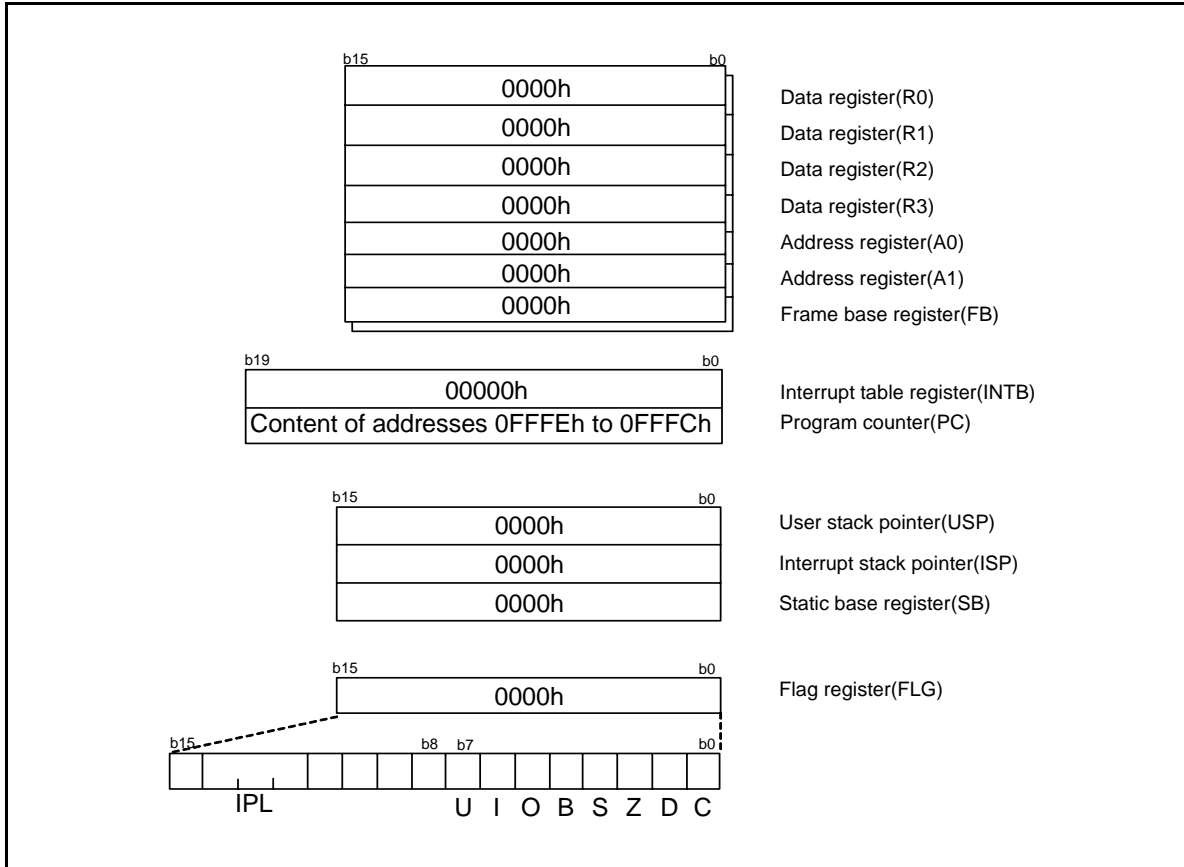 b15 b0
0000h Data register(R0)
0000h Data register(R1)
0000h Data register(R2)
0000h Data register(R3)
0000h Address register(A0)
0000h Address register(A1)
0000h Frame base register(FB)
b19 b0
00000h Interrupt table register(INTB)
Content of addresses 0FFFEh to 0FFFCh Program counter(PC)
b15 b0
0000h User stack pointer(USP)
0000h Interrupt stack pointer(ISP)
0000h Static base register(SB)
b15 b0
0000h Flag register(FLG)
b15 b8 b7 b0
IPL U I O B S Z D C